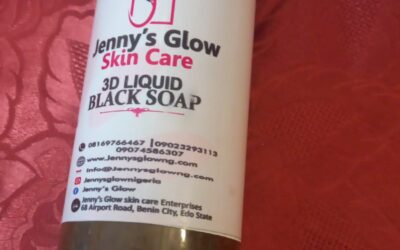 Jenny's Glow
Skin Care
3D LIQUID
BLACK SOAP
08169766467 |09023293113
09074586307
www.Jennysglowng.com
Info@Jennysglowng.com
Jennysglownigeria
Jenny's Glow
Jenny's Glow skin care Enterprises
68 Airport Road, Benin City, Edo State